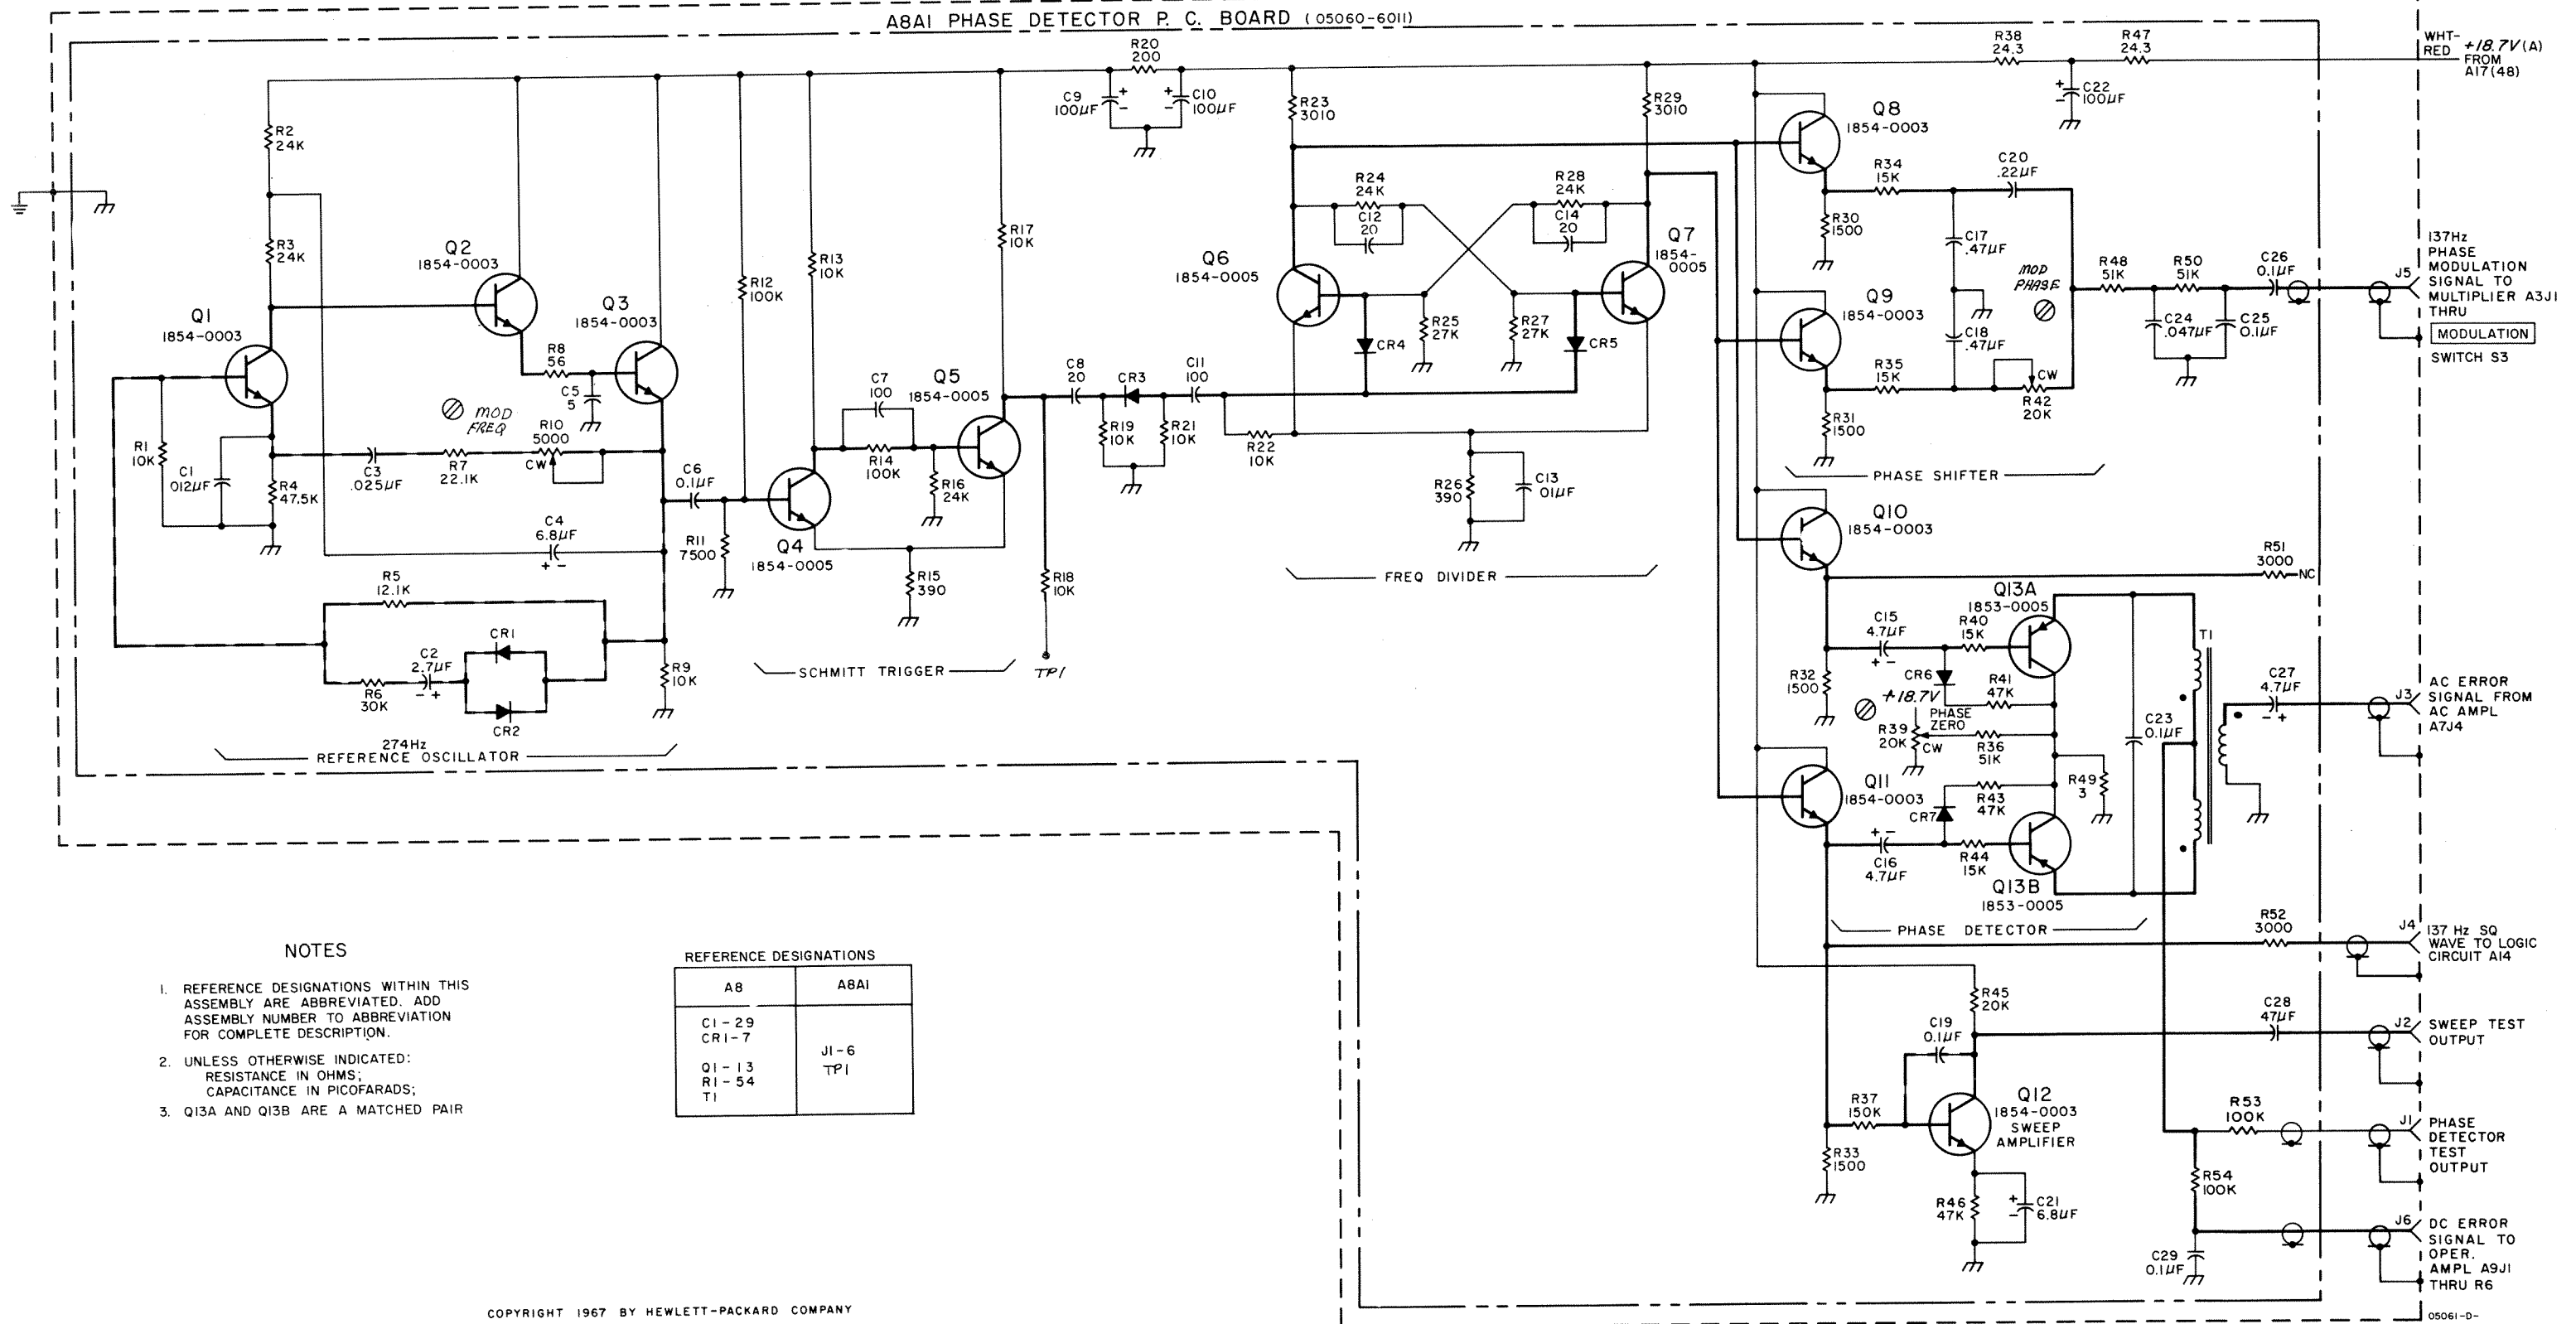 A8A1 PHASE DETECTOR P. C. BOARD (05060-6011)
R20
200
R38
24.3
R47
24.3
WHT-
RED
+18.7V(A)
FROM
A17(48)
C9
100µF
C10
100µF
C22
100µF
R2
24K
R3
24K
Q1
1854-0003
Q2
1854-0003
Q3
1854-0003
R8
56
C5
5
MOD
FREQ
R10
5000
CW
R1
10K
C1
012µF
R4
47.5K
C3
.025µF
R7
22.1K
C4
6.8µF
+ -
R5
12.1K
CR1
C2
2.7µF
- +
R6
30K
CR2
R9
10K
274Hz
REFERENCE OSCILLATOR
C6
0.1µF
R11
7500
R12
100K
R13
10K
Q4
1854-0005
C7
100
R14
100K
R16
24K
Q5
1854-0005
R17
10K
R15
390
R18
10K
TP1
SCHMITT TRIGGER
C8
20
CR3
C11
100
R19
10K
R21
10K
R22
10K
R23
3010
R29
3010
R24
24K
C12
20
R28
24K
C14
20
Q6
1854-0005
Q7
1854-
0005
R25
27K
R27
27K
CR4
CR5
R26
390
C13
01µF
FREQ DIVIDER
Q8
1854-0003
R34
15K
C20
.22µF
R30
1500
C17
.47µF
Q9
1854-0003
C18
.47µF
MOD
PHASE
R35
15K
CW
R42
20K
R31
1500
PHASE SHIFTER
R48
51K
R50
51K
C26
0.1µF
C24
.047µF
C25
0.1µF
J5
137Hz
PHASE
MODULATION
SIGNAL TO
MULTIPLIER A3J1
THRU
MODULATION
SWITCH S3
Q10
1854-0003
R51
3000
NC
Q13A
1853-0005
C15
4.7µF
+ -
R40
15K
CR6
R41
47K
R32
1500
+18.7V
PHASE
ZERO
R39
20K
CW
R36
51K
R49
3
C23
0.1µF
T1
C27
4.7µF
- +
J3
AC ERROR
SIGNAL FROM
AC AMPL
A7J4
Q11
1854-0003
R43
47K
CR7
C16
4.7µF
+ -
R44
15K
Q13B
1853-0005
PHASE DETECTOR
R52
3000
J4
137 Hz SQ
WAVE TO LOGIC
CIRCUIT A14
R45
20K
C19
0.1µF
C28
47µF
J2
SWEEP TEST
OUTPUT
R37
150K
Q12
1854-0003
SWEEP
AMPLIFIER
R33
1500
R46
47K
C21
6.8µF
R53
100K
J1
PHASE
DETECTOR
TEST
OUTPUT
R54
100K
C29
0.1µF
J6
DC ERROR
SIGNAL TO
OPER.
AMPL A9J1
THRU R6
NOTES
1. REFERENCE DESIGNATIONS WITHIN THIS
ASSEMBLY ARE ABBREVIATED. ADD
ASSEMBLY NUMBER TO ABBREVIATION
FOR COMPLETE DESCRIPTION.
2. UNLESS OTHERWISE INDICATED:
RESISTANCE IN OHMS;
CAPACITANCE IN PICOFARADS;
3. Q13A AND Q13B ARE A MATCHED PAIR
REFERENCE DESIGNATIONS
A8 A8A1
C1-29
CR1-7
Q1-13
R1-54
T1
J1-6
TP1
COPYRIGHT 1967 BY HEWLETT-PACKARD COMPANY
05061-D-